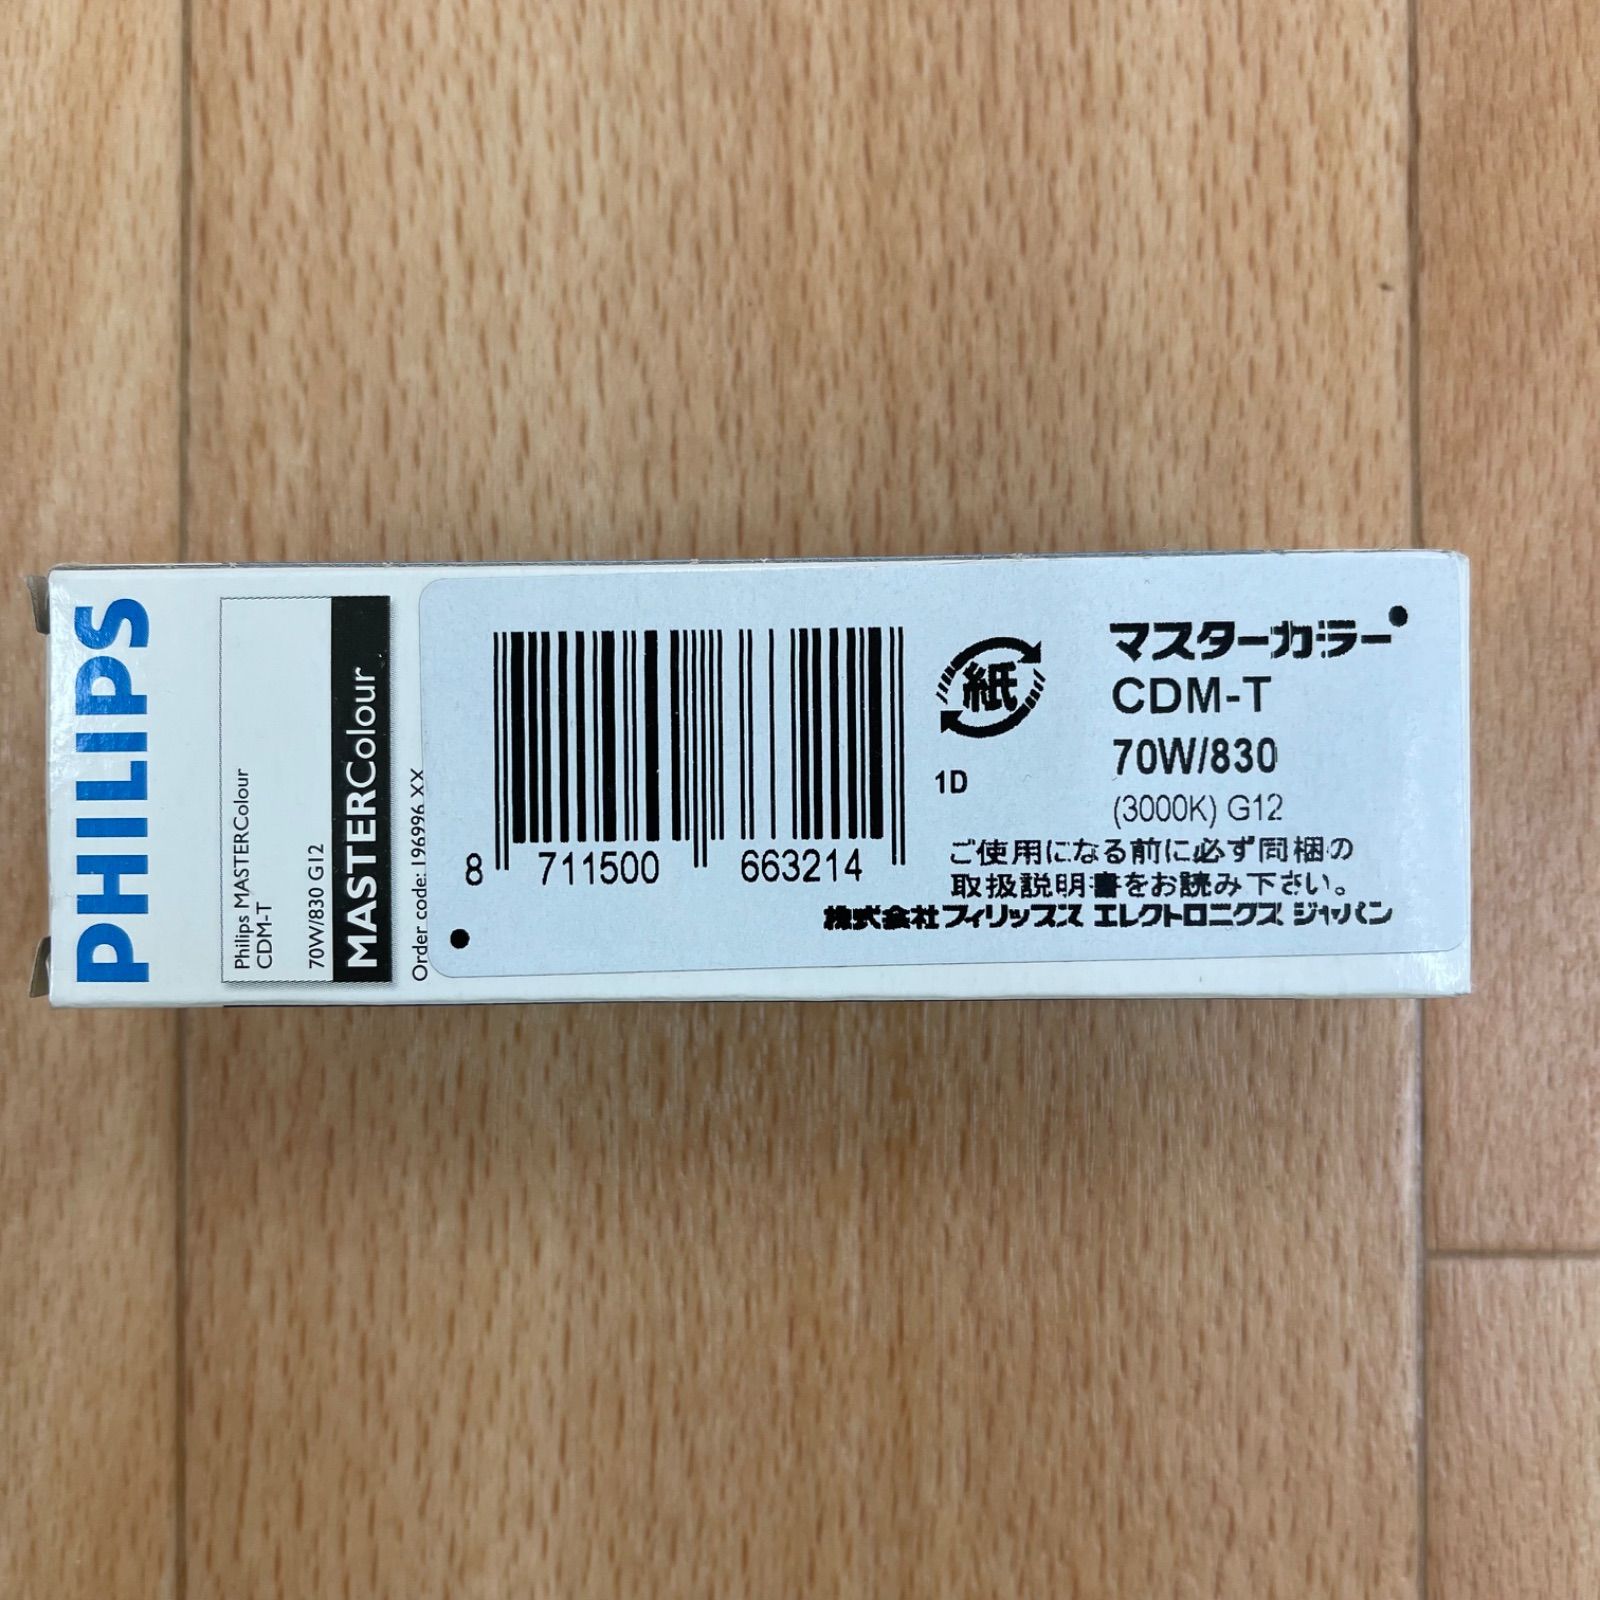 PHILIPS
Philips MASTERColour
CDM-T
70W/830 G12
MASTERColour
Order code: 196996 XX
8 711500 663214
紙
1D
マスターカラー
CDM-T
70W/830
(3000K) G12
ご使用になる前に必ず同梱の
取扱説明書をお読み下さい。
株式会社フィリップス エレクトロニクス ジャパン